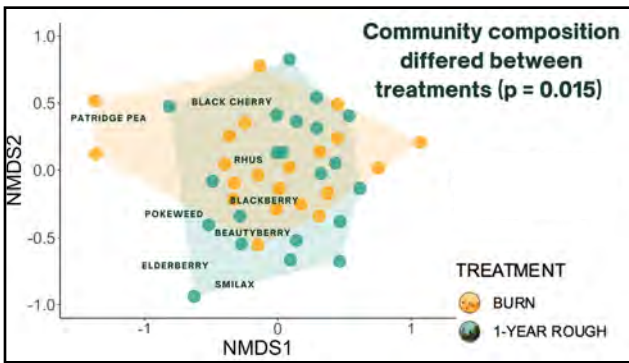 Community composition
differed between
treatments (p = 0.015)
1.0
0.5
0.0
-0.5
-1.0
NMDS2
BLACK CHERRY
PATRIDGE PEA
RHUS
BLACKBERRY
POKEWEED
BEAUTYBERRY
ELDERBERRY
SMILAX
-1
0
1
NMDS1
TREATMENT
BURN
1-YEAR ROUGH